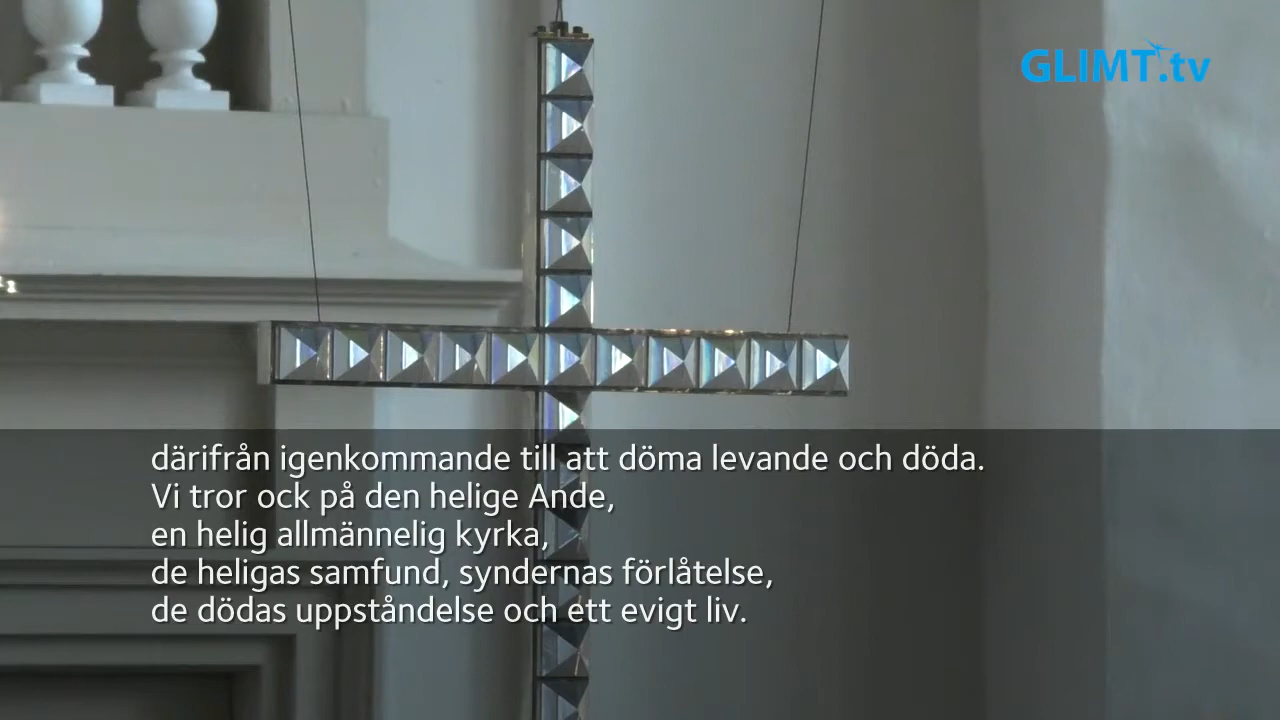 GLIMT.tv
därifrån igenkommande till att döma levande och döda.
Vi tror ock på den helige Ande,
en helig allmännelig kyrka,
de heligas samfund, syndernas förlåtelse,
de dödas uppståndelse och ett evigt liv.